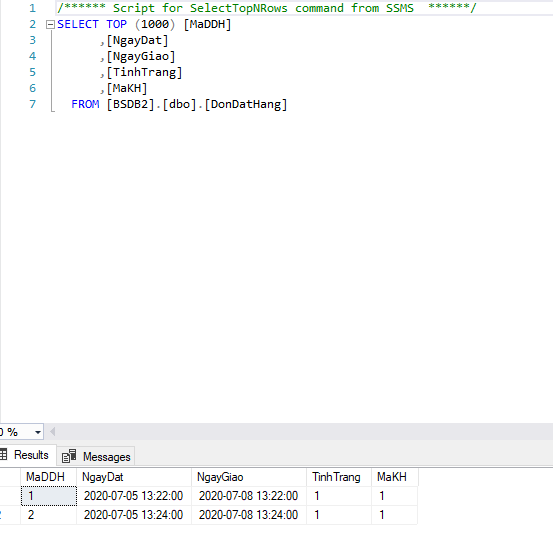 1 /****** Script for SelectTopNRows command from SSMS  ******/
2 SELECT TOP (1000) [MaDDH]
3       ,[NgayDat]
4       ,[NgayGiao]
5       ,[TinhTrang]
6       ,[MaKH]
7   FROM [BSDB2].[dbo].[DonDatHang]
0 %
Results Messages
MaDDH NgayDat NgayGiao TinhTrang MaKH
1 2020-07-05 13:22:00 2020-07-08 13:22:00 1 1
2 2 2020-07-05 13:24:00 2020-07-08 13:24:00 1 1